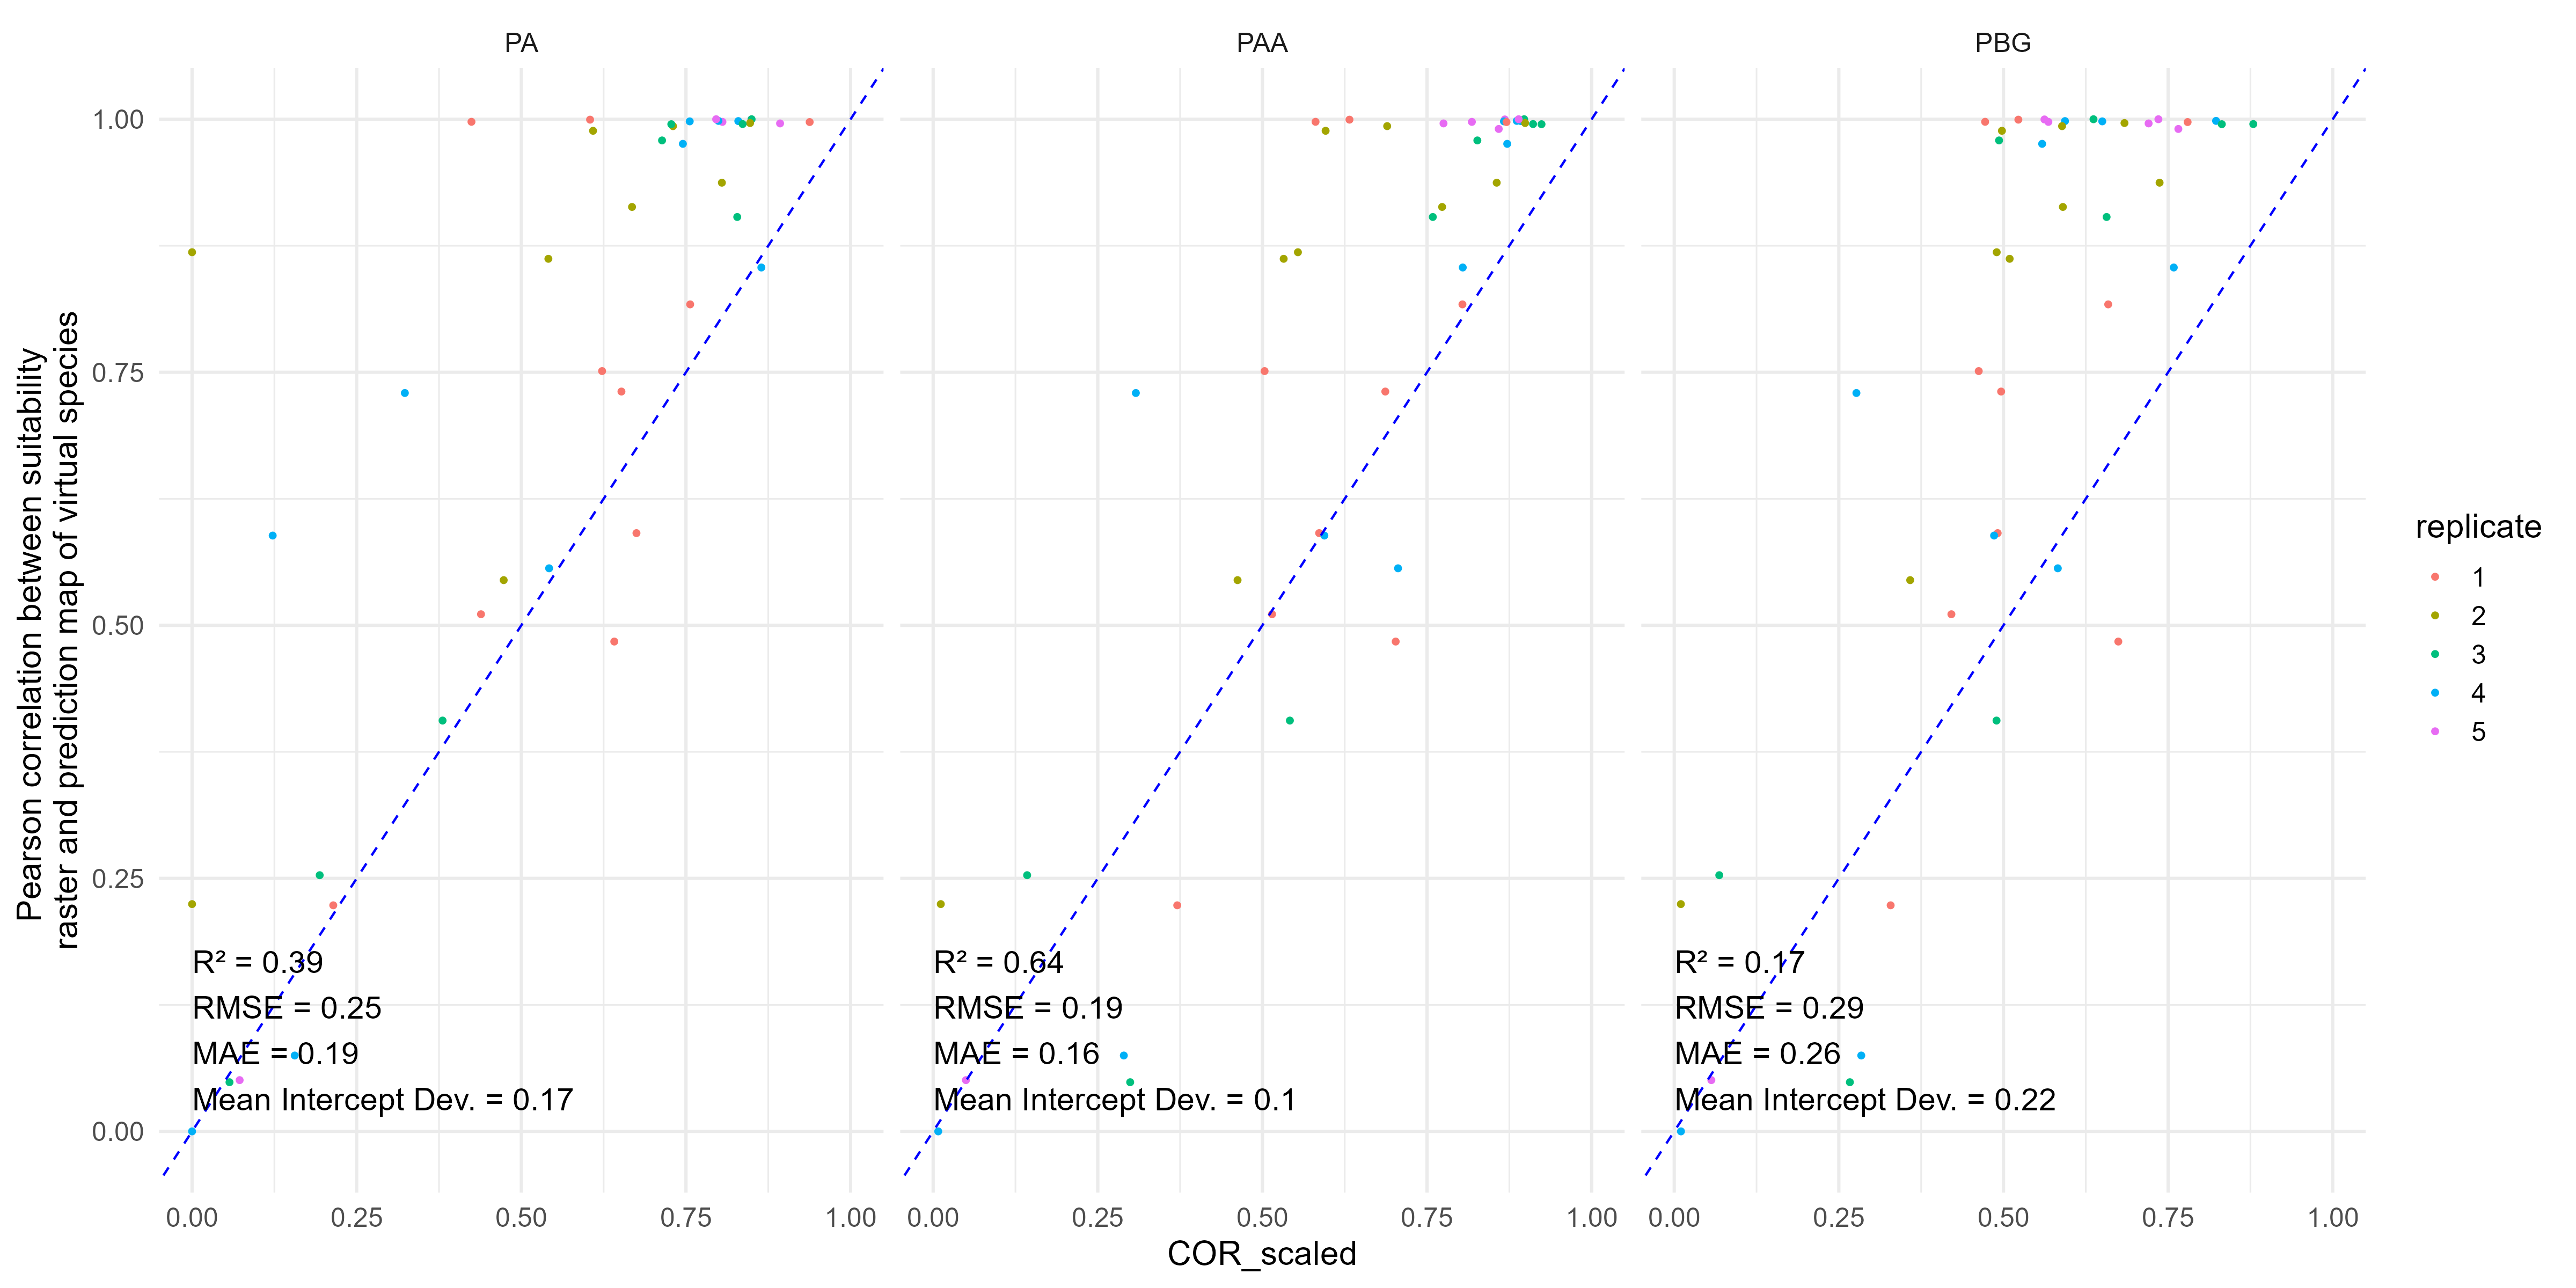 PA
PAA
PBG
Pearson correlation between suitability
raster and prediction map of virtual species
1.00
0.75
0.50
0.25
0.00
R² = 0.39
RMSE = 0.25
MAE = 0.19
Mean Intercept Dev. = 0.17
R² = 0.64
RMSE = 0.19
MAE = 0.16
Mean Intercept Dev. = 0.1
R² = 0.17
RMSE = 0.29
MAE = 0.26
Mean Intercept Dev. = 0.22
0.00 0.25 0.50 0.75 1.00
0.00 0.25 0.50 0.75 1.00
0.00 0.25 0.50 0.75 1.00
COR_scaled
replicate
1
2
3
4
5